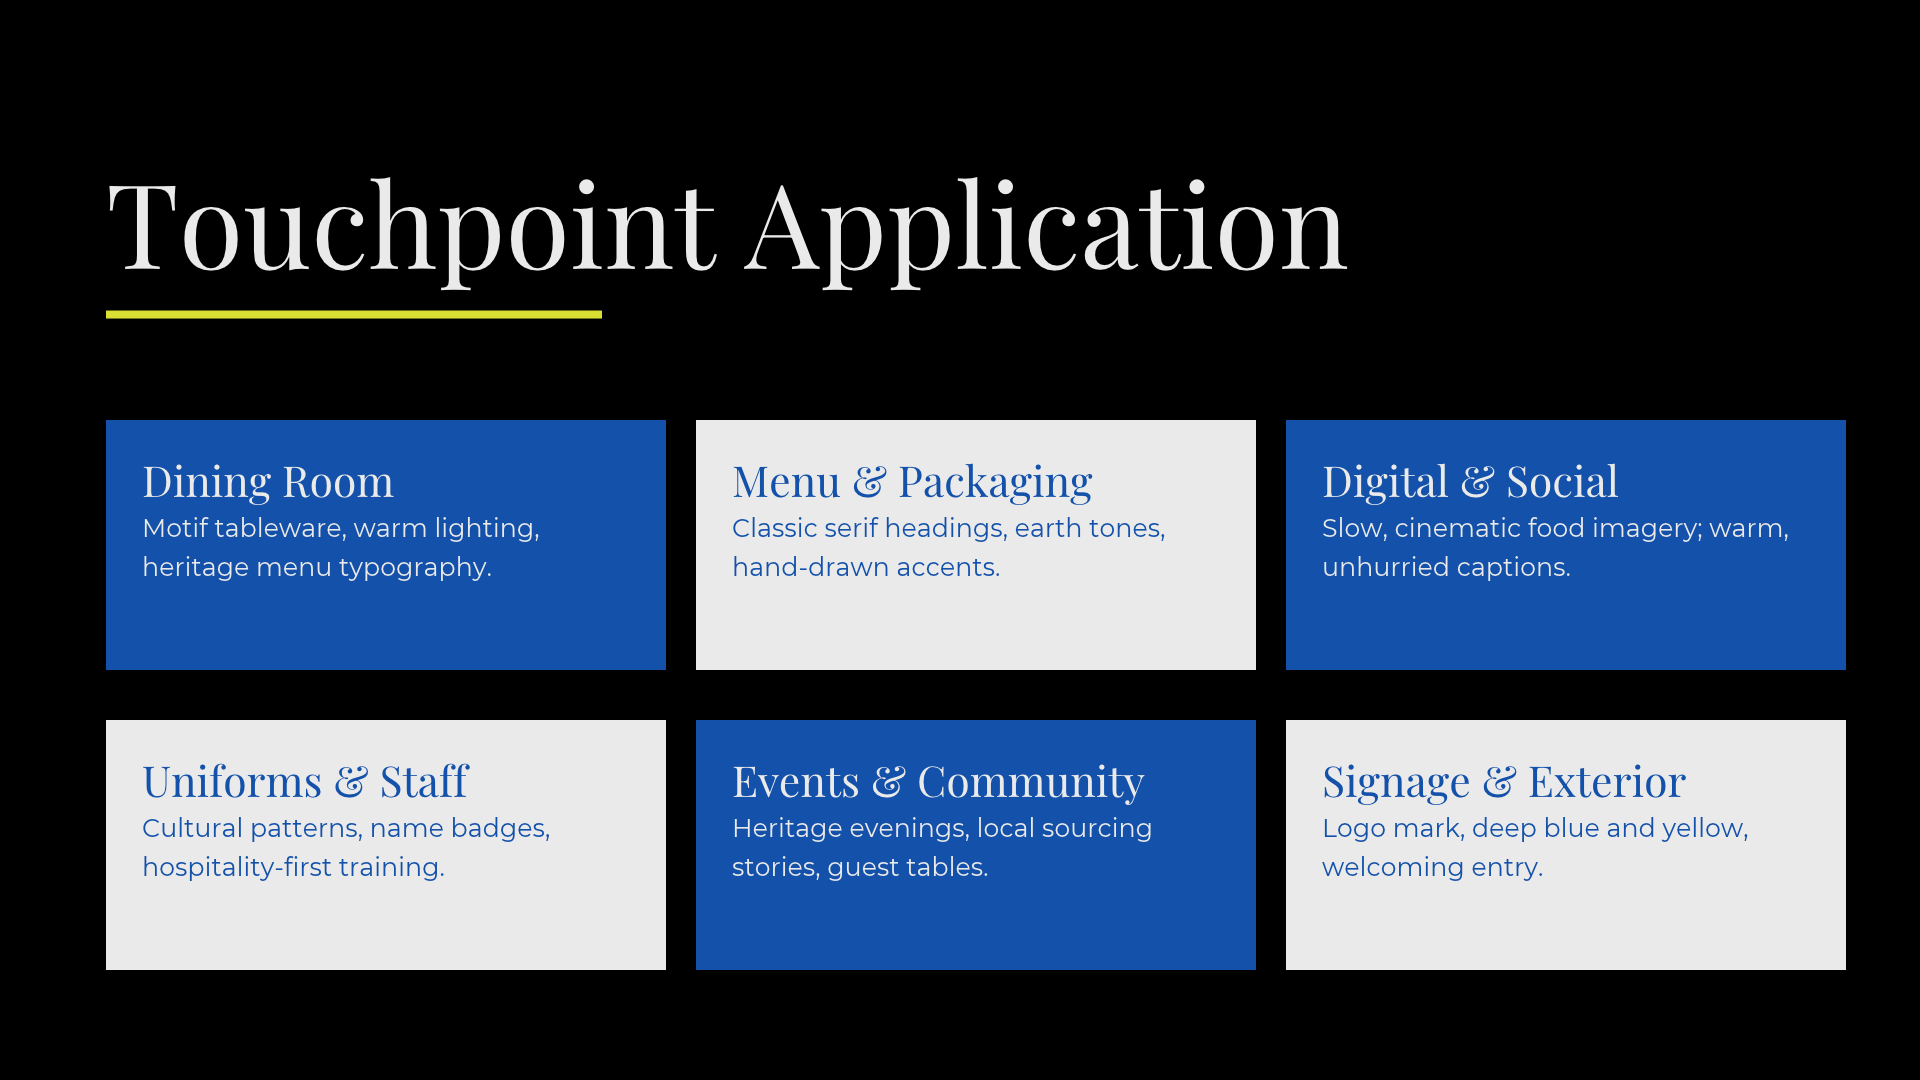 Touchpoint Application
Dining Room
Motif tableware, warm lighting,
heritage menu typography.
Menu & Packaging
Classic serif headings, earth tones,
hand-drawn accents.
Digital & Social
Slow, cinematic food imagery; warm,
unhurried captions.
Uniforms & Staff
Cultural patterns, name badges,
hospitality-first training.
Events & Community
Heritage evenings, local sourcing
stories, guest tables.
Signage & Exterior
Logo mark, deep blue and yellow,
welcoming entry.